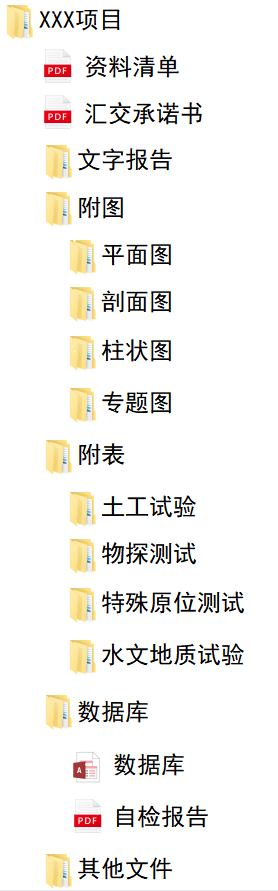 XXX项目
PDF 资料清单
PDF 汇交承诺书
文字报告
附图
平面图
剖面图
柱状图
专题图
附表
土工试验
物探测试
特殊原位测试
水文地质试验
数据库
A 数据库
PDF 自检报告
其他文件